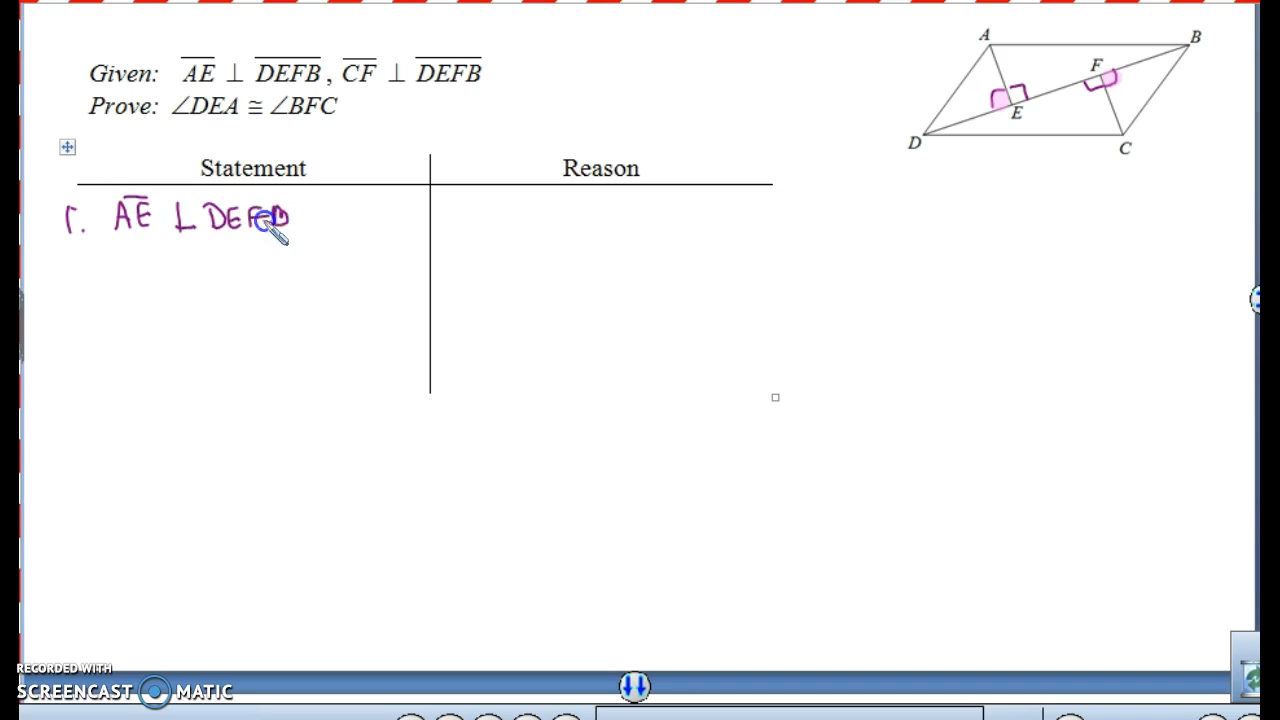 Given: AE ⊥ DEFB, CF ⊥ DEFB
Prove: ∠DEA ≅ ∠BFC
A
B
F
E
D
C
Statement
Reason
1. AE ⊥ DEFB
RECORDED WITH
SCREENCAST MATIC